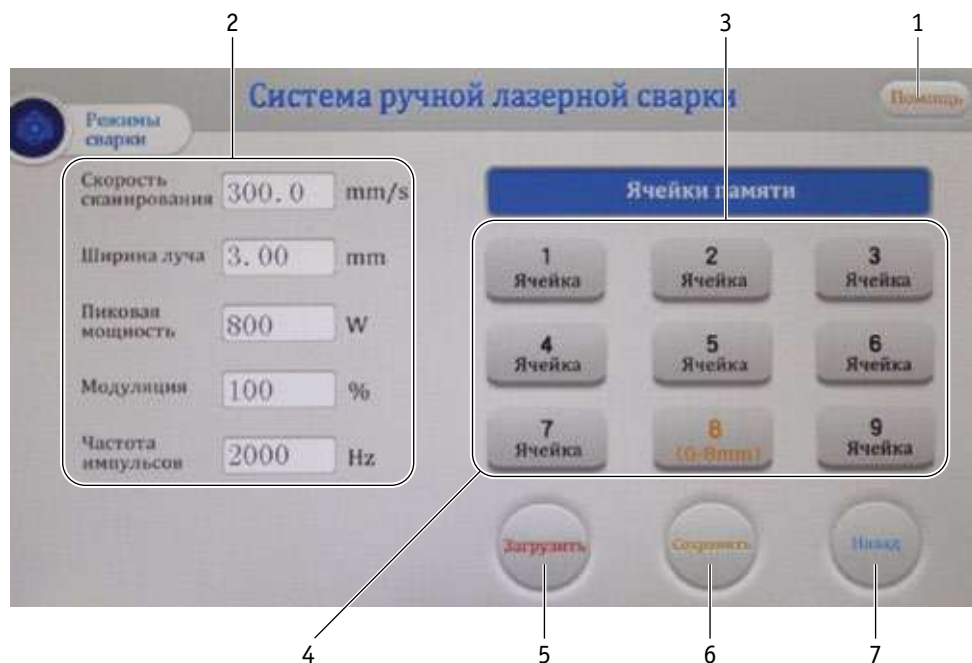 2
3
1
Система ручной лазерной сварки
Помощь
Режимы
сварки
Скорость
сканирования
300.0
mm/s
Ширина луча
3.00
mm
Пиковая
мощность
800
W
Модуляция
100
%
Частота
импульсов
2000
Hz
Ячейки памяти
1
Ячейка
2
Ячейка
3
Ячейка
4
Ячейка
5
Ячейка
6
Ячейка
7
Ячейка
8
(0-8mm)
9
Ячейка
Загрузить
Сохранить
Назад
4
5
6
7